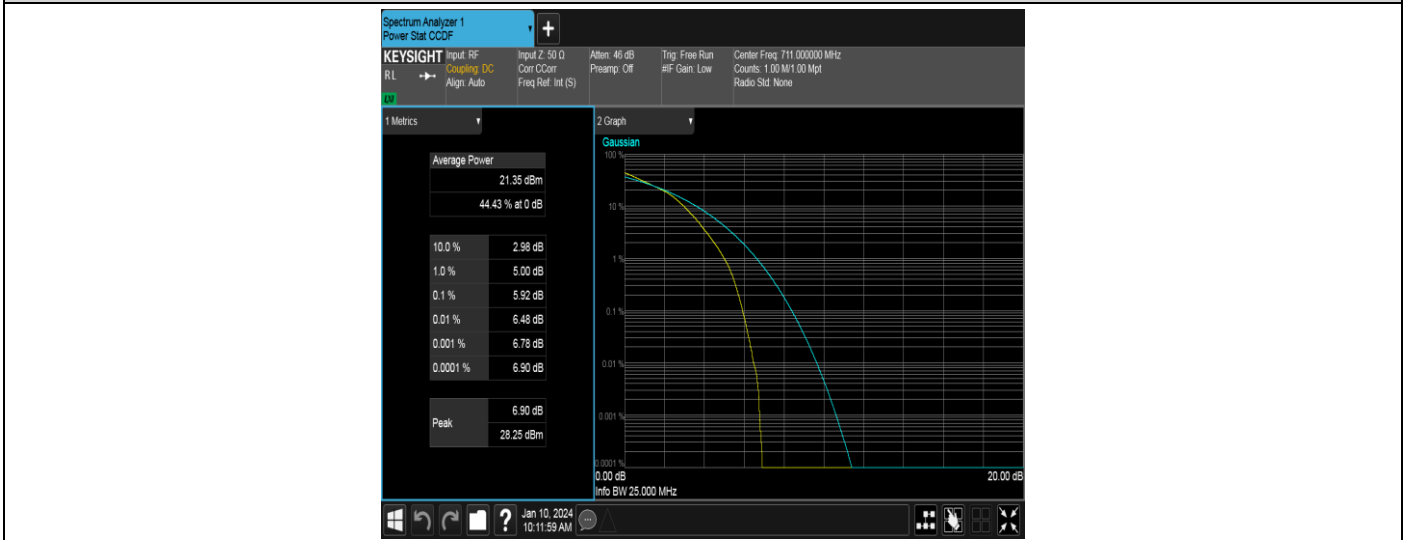 Spectrum Analyzer 1
Power Stat CCDF
+
KEYSIGHT Input: RF Input Z: 50 Ω Atten: 46 dB Trig: Free Run Center Freq: 711.000000 MHz
Coupling: DC Corr CCorr Preamp: Off #IF Gain: Low Counts: 1.00 M/1.00 Mpt
RL Align: Auto Freq Ref: Int (S) Radio Std: None
1 Metrics
Average Power
21.35 dBm
44.43 % at 0 dB
10.0 % 2.98 dB
1.0 % 5.00 dB
0.1 % 5.92 dB
0.01 % 6.48 dB
0.001 % 6.78 dB
0.0001 % 6.90 dB
Peak
6.90 dB
28.25 dBm
2 Graph
Gaussian
100 %
10 %
1 %
0.1 %
0.01 %
0.001 %
0.0001 %
0.00 dB 20.00 dB
Info BW 25.000 MHz
? Jan 10, 2024
10:11:59 AM